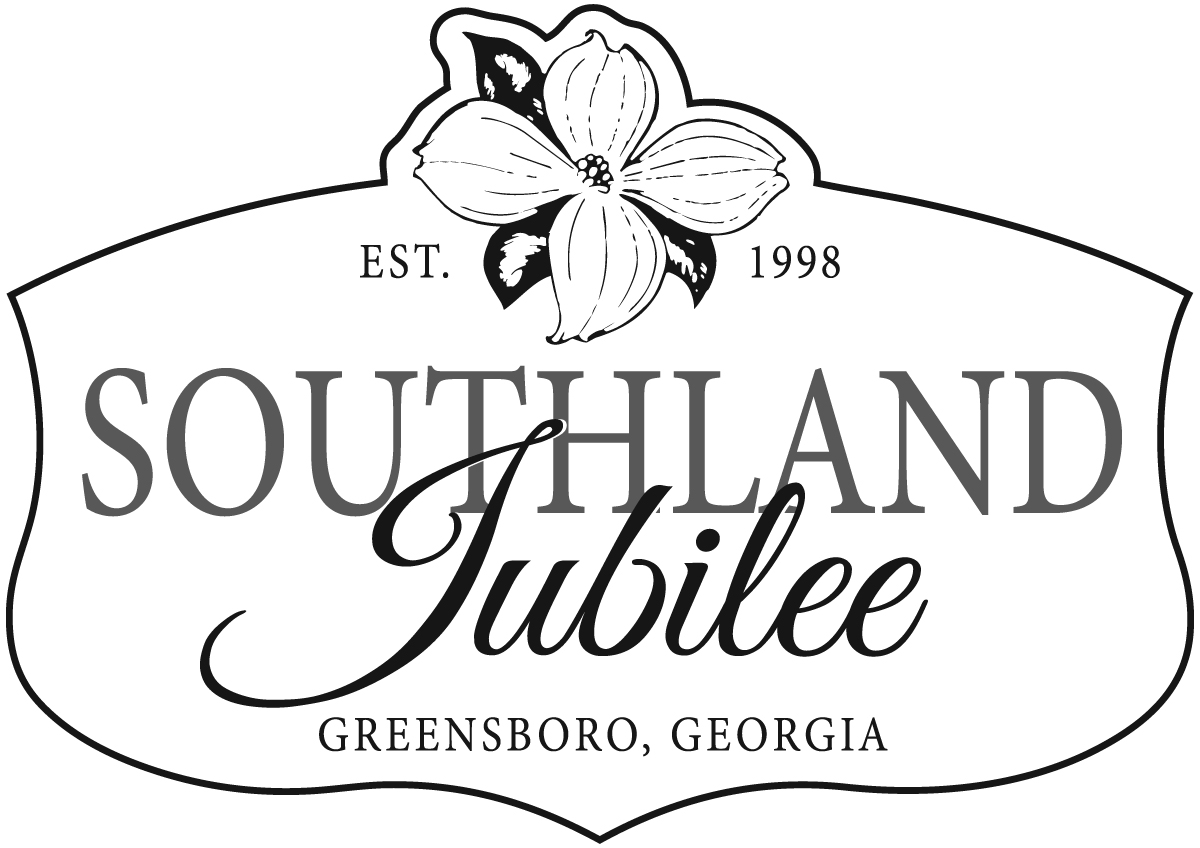 EST. 1998
SOUTHLAND
Jubilee
GREENSBORO, GEORGIA